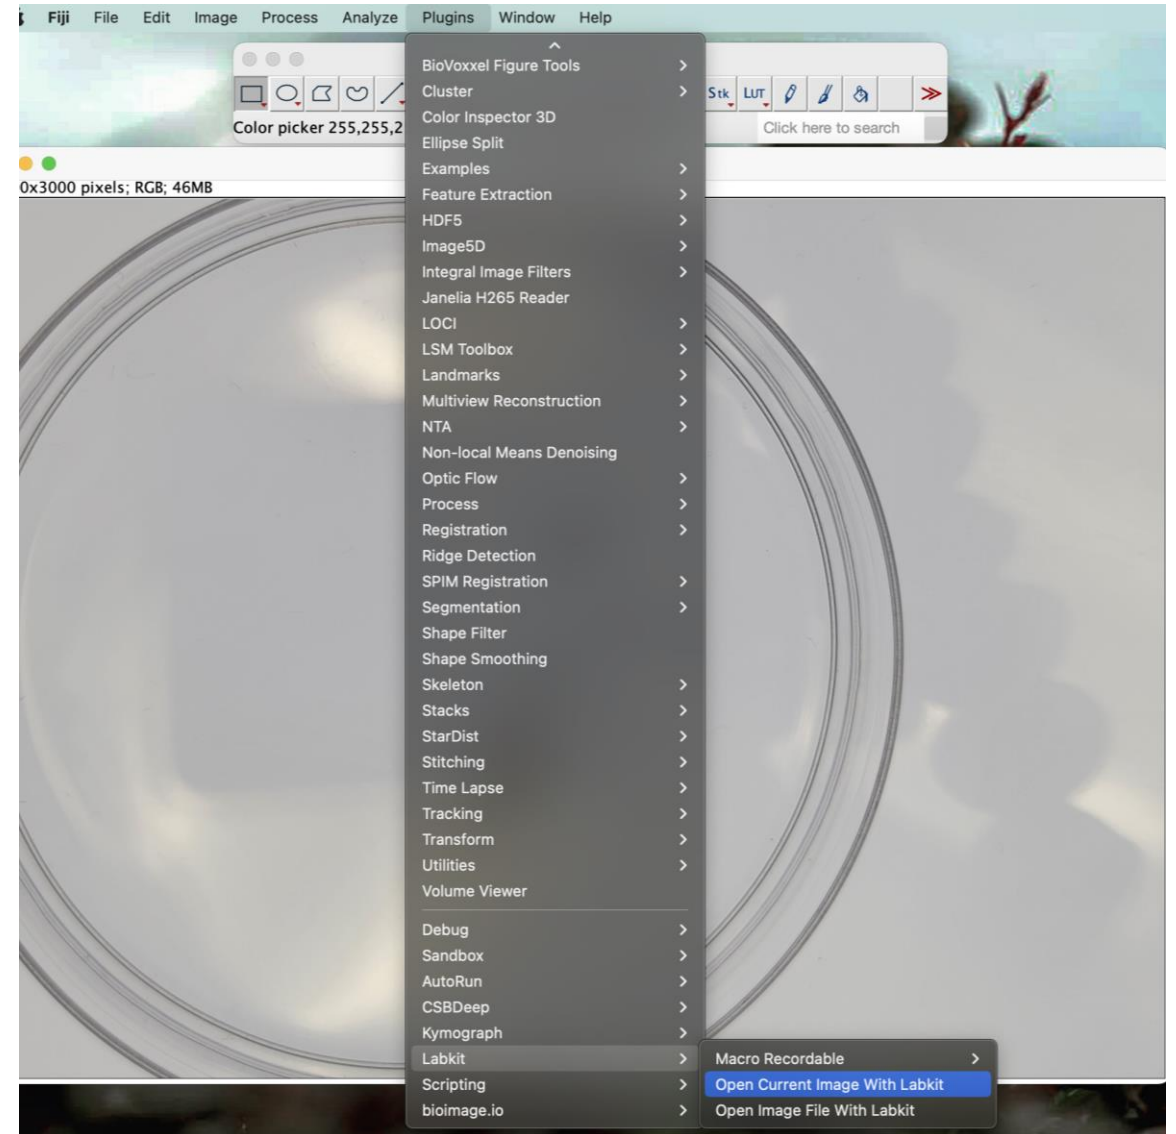 Fiji File Edit Image Process Analyze Plugins Window Help
Stk LUT
Color picker 255,255,2
Click here to search
0x3000 pixels; RGB; 46MB
BioVoxxel Figure Tools
Cluster
Color Inspector 3D
Ellipse Split
Examples
Feature Extraction
HDF5
Image5D
Integral Image Filters
Janelia H265 Reader
LOCI
LSM Toolbox
Landmarks
Multiview Reconstruction
NTA
Non-local Means Denoising
Optic Flow
Process
Registration
Ridge Detection
SPIM Registration
Segmentation
Shape Filter
Shape Smoothing
Skeleton
Stacks
StarDist
Stitching
Time Lapse
Tracking
Transform
Utilities
Volume Viewer
Debug
Sandbox
AutoRun
CSBDeep
Kymograph
Labkit
Scripting
bioimage.io
Macro Recordable
Open Current Image With Labkit
Open Image File With Labkit